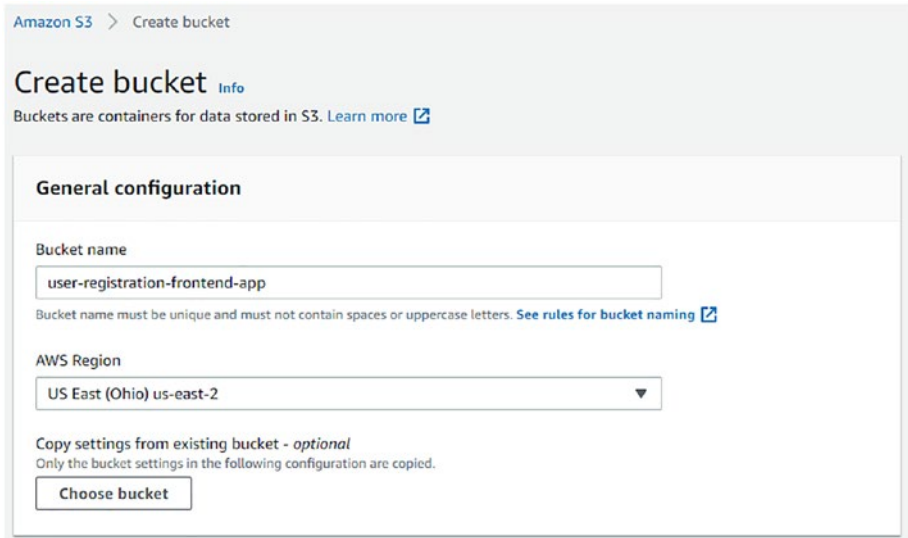 Amazon S3 > Create bucket
Create bucket Info
Buckets are containers for data stored in S3. Learn more
General configuration
Bucket name
user-registration-frontend-app
Bucket name must be unique and must not contain spaces or uppercase letters. See rules for bucket naming
AWS Region
US East (Ohio) us-east-2
Copy settings from existing bucket - optional
Only the bucket settings in the following configuration are copied.
Choose bucket